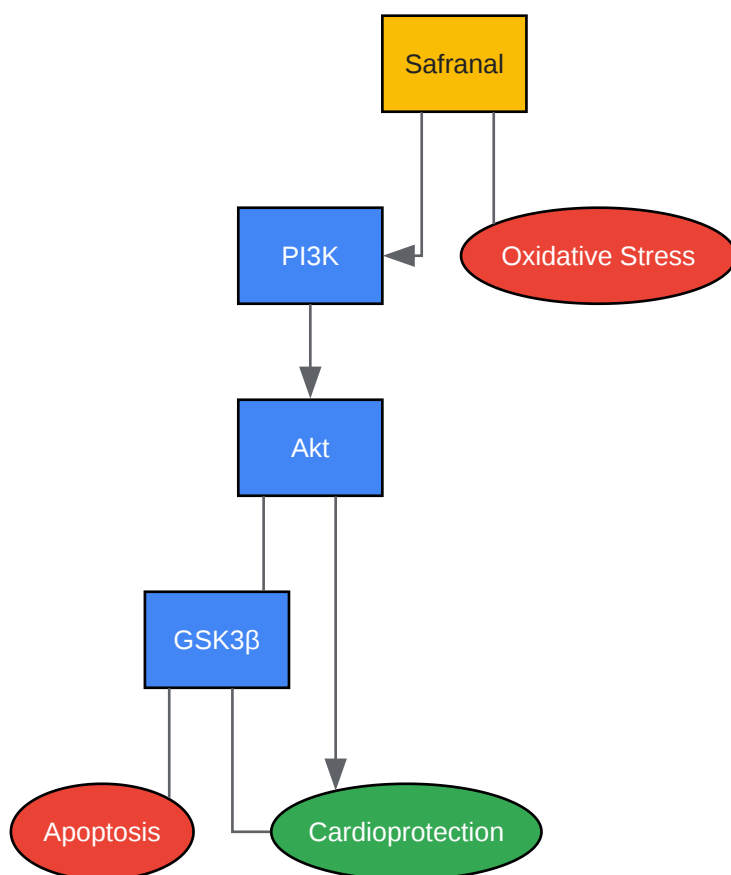 Safranal
PI3K
Oxidative Stress
Akt
GSK3β
Apoptosis
Cardioprotection